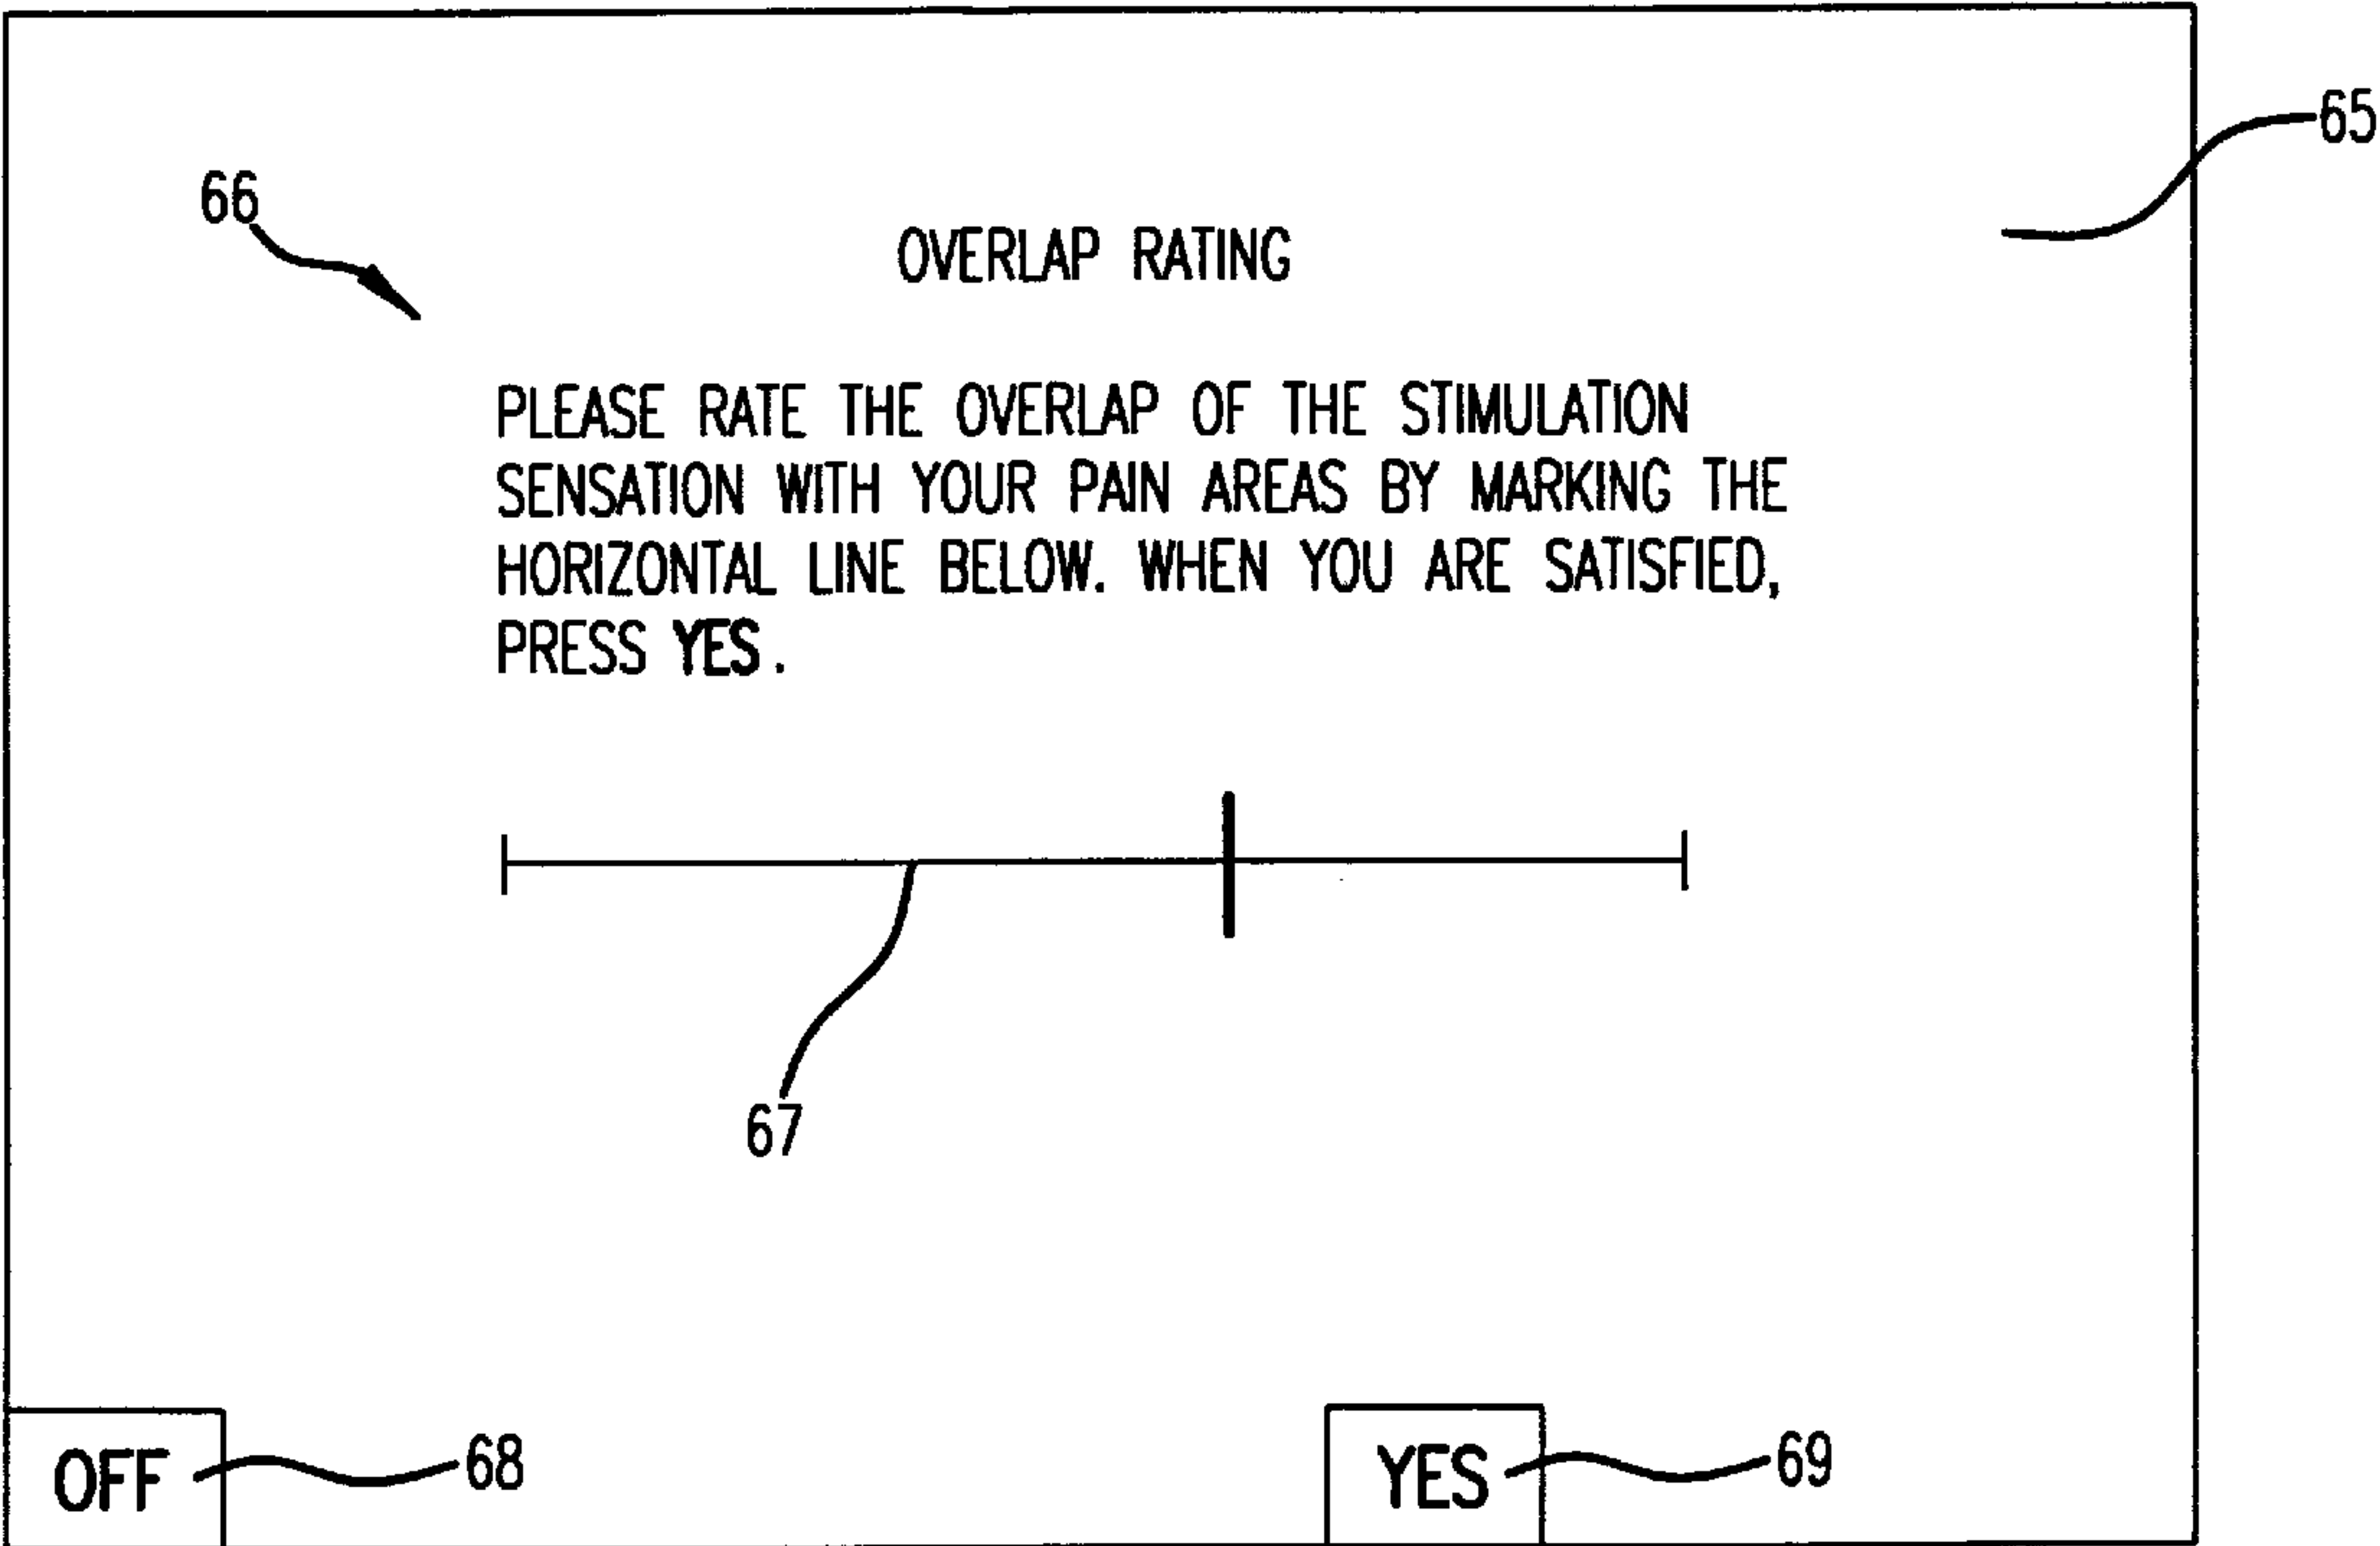 65
66
OVERLAP RATING
PLEASE RATE THE OVERLAP OF THE STIMULATION
SENSATION WITH YOUR PAIN AREAS BY MARKING THE
HORIZONTAL LINE BELOW. WHEN YOU ARE SATISFIED,
PRESS YES.
67
OFF
68
YES
69